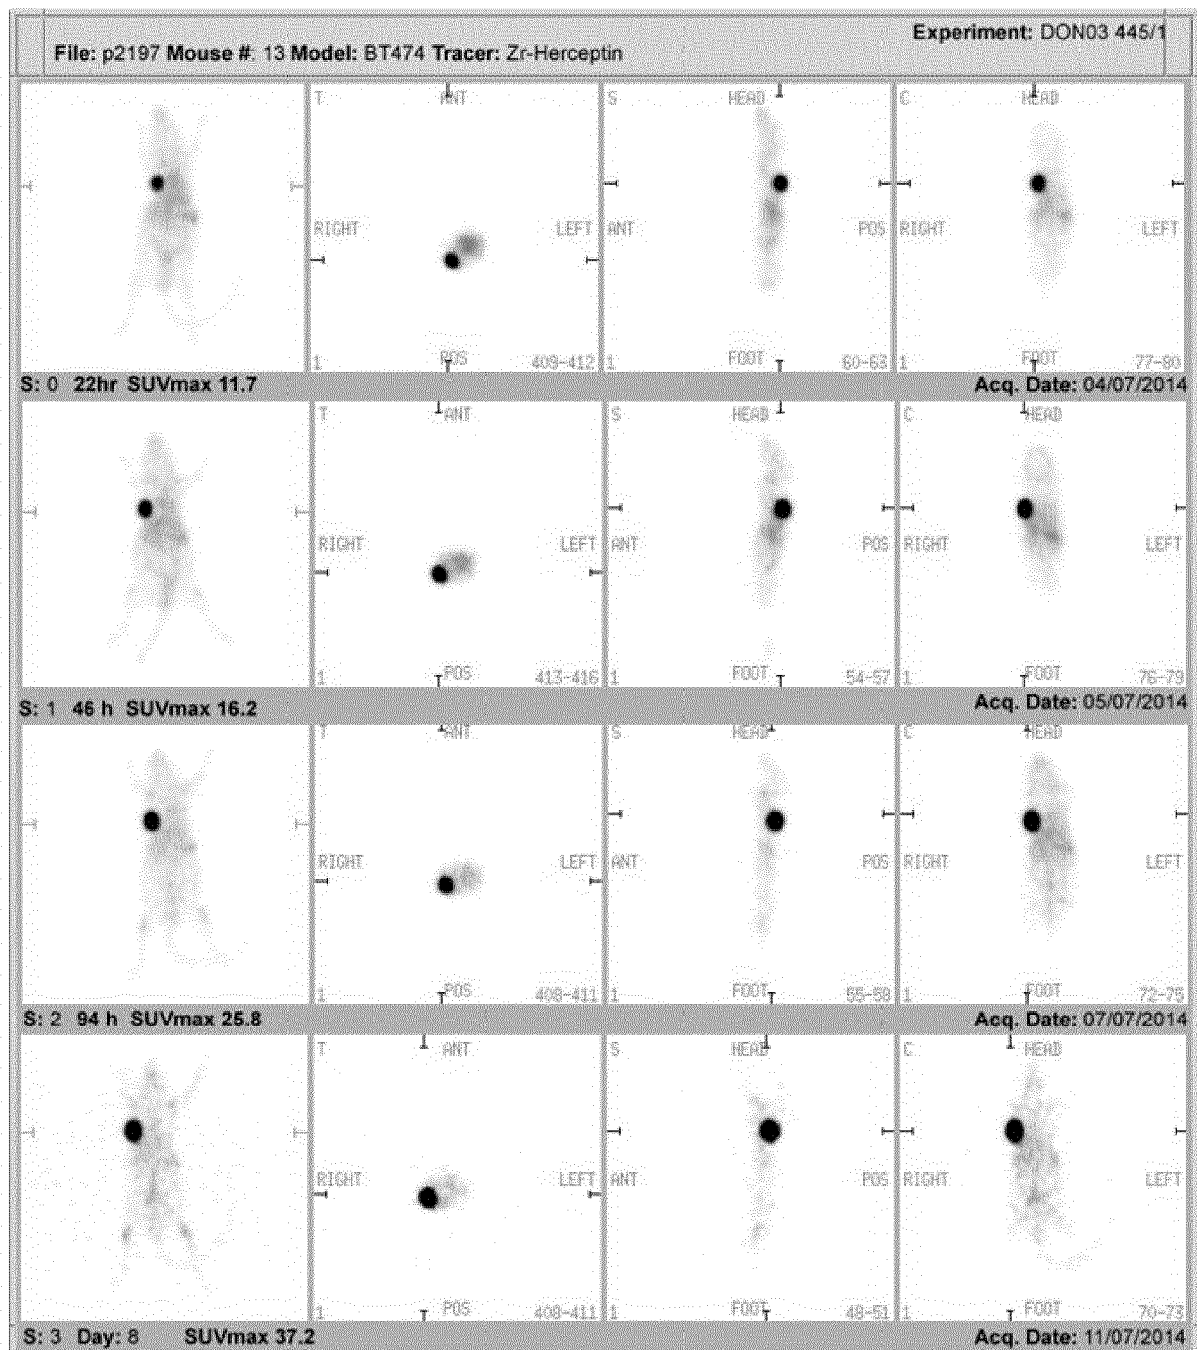 Experiment: DON03 445/1
File: p2197 Mouse #: 13 Model: BT474 Tracer: Zr-Herceptin
T ANT S HEAD C HEAD
RIGHT LEFT ANT POS RIGHT LEFT
1 POS 409-412 1 FOOT 60-63 1 FOOT 77-80
S: 0 22hr SUVmax 11.7 Acq. Date: 04/07/2014
T ANT S HEAD C HEAD
RIGHT LEFT ANT POS RIGHT LEFT
1 POS 413-416 1 FOOT 54-57 1 FOOT 76-79
S: 1 46 h SUVmax 16.2 Acq. Date: 05/07/2014
T ANT S HEAD C HEAD
RIGHT LEFT ANT POS RIGHT LEFT
1 POS 408-411 1 FOOT 55-58 1 FOOT 72-75
S: 2 94 h SUVmax 25.8 Acq. Date: 07/07/2014
T ANT S HEAD C HEAD
RIGHT LEFT ANT POS RIGHT LEFT
1 POS 408-411 1 FOOT 48-51 1 FOOT 70-73
S: 3 Day: 8 SUVmax 37.2 Acq. Date: 11/07/2014